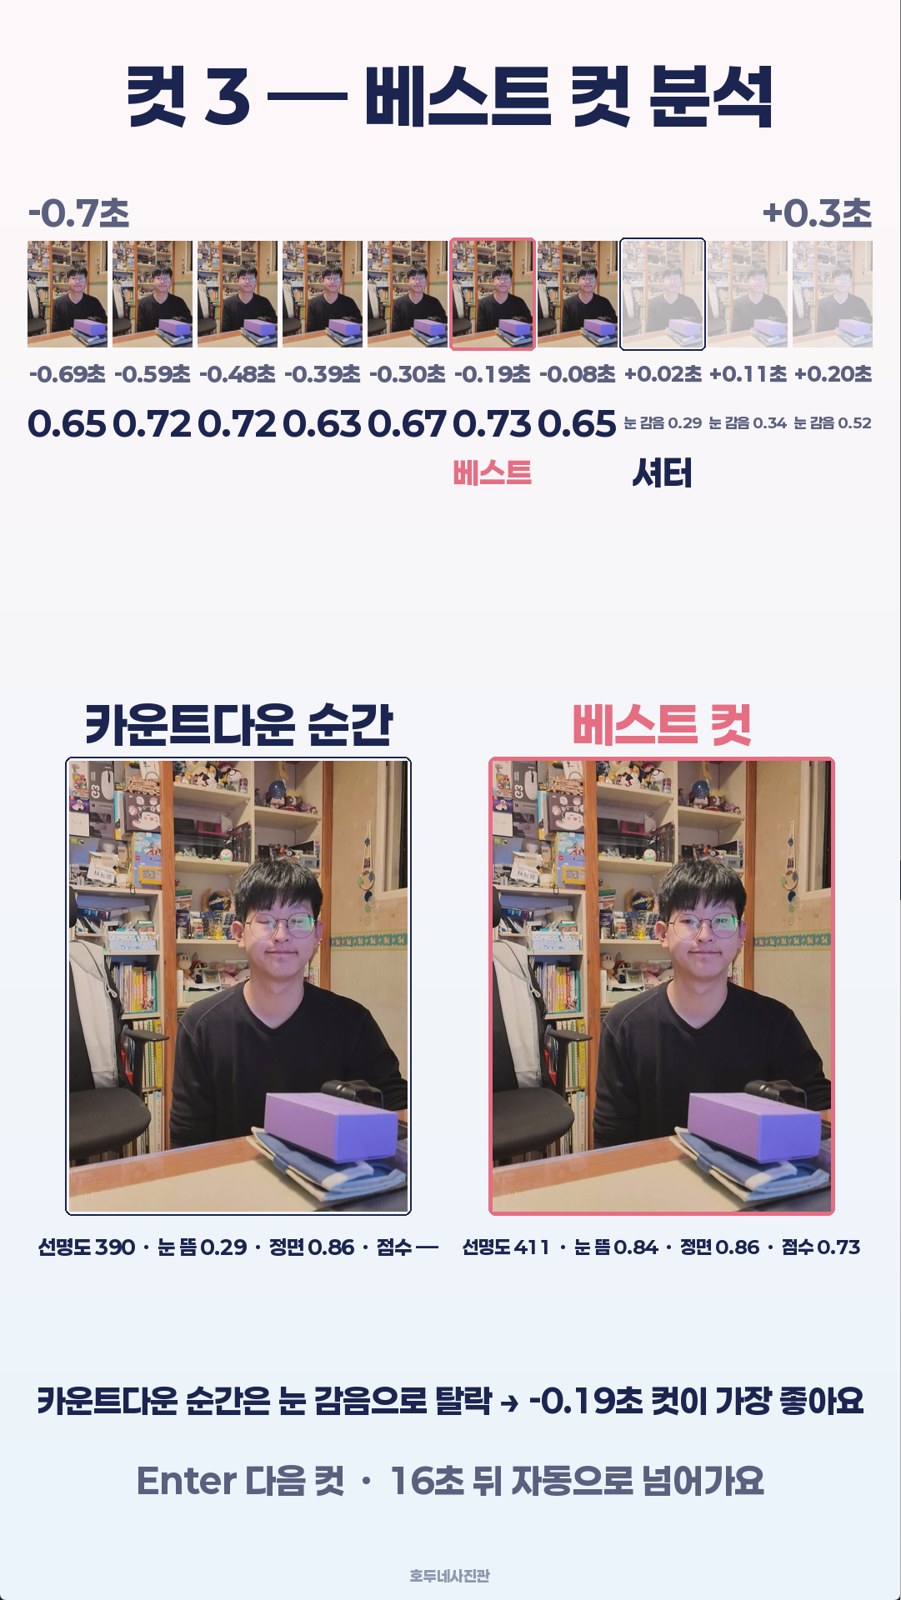 컷 3 — 베스트 컷 분석
-0.7초 +0.3초
-0.69초 -0.59초 -0.48초 -0.39초 -0.30초 -0.19초 -0.08초 +0.02초 +0.11초 +0.20초
0.65 0.72 0.72 0.63 0.67 0.73 0.65 눈 감음 0.29 눈 감음 0.34 눈 감음 0.52
베스트 셔터
카운트다운 순간 베스트 컷
선명도 390 · 눈 뜸 0.29 · 정면 0.86 · 점수 — 선명도 411 · 눈 뜸 0.84 · 정면 0.86 · 점수 0.73
카운트다운 순간은 눈 감음으로 탈락 → -0.19초 컷이 가장 좋아요
Enter 다음 컷 · 16초 뒤 자동으로 넘어가요
호두네사진관